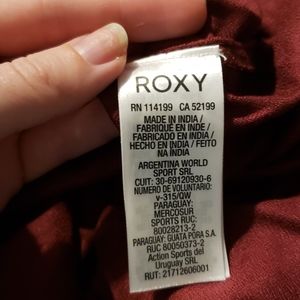 ROXY
RN 114199 CA 52199
MADE IN INDIA /
FABRIQUÉ EN INDE /
FABRICADO EN INDIA /
HECHO EN INDIA / FEITO
NA ÍNDIA
ARGENTINA WORLD
SPORT SRL
CUIT: 30-69120930-6
NUMERO DE VOLUNTARIO:
v-315/QW
PARAGUAY:
MERCOSUR
SPORTS RUC:
80028213-2
PARAGUAY: GUATA PORA S.A.
RUC 80050373-2
Action Sports del
Uruguay SRL
RUT: 21712606001